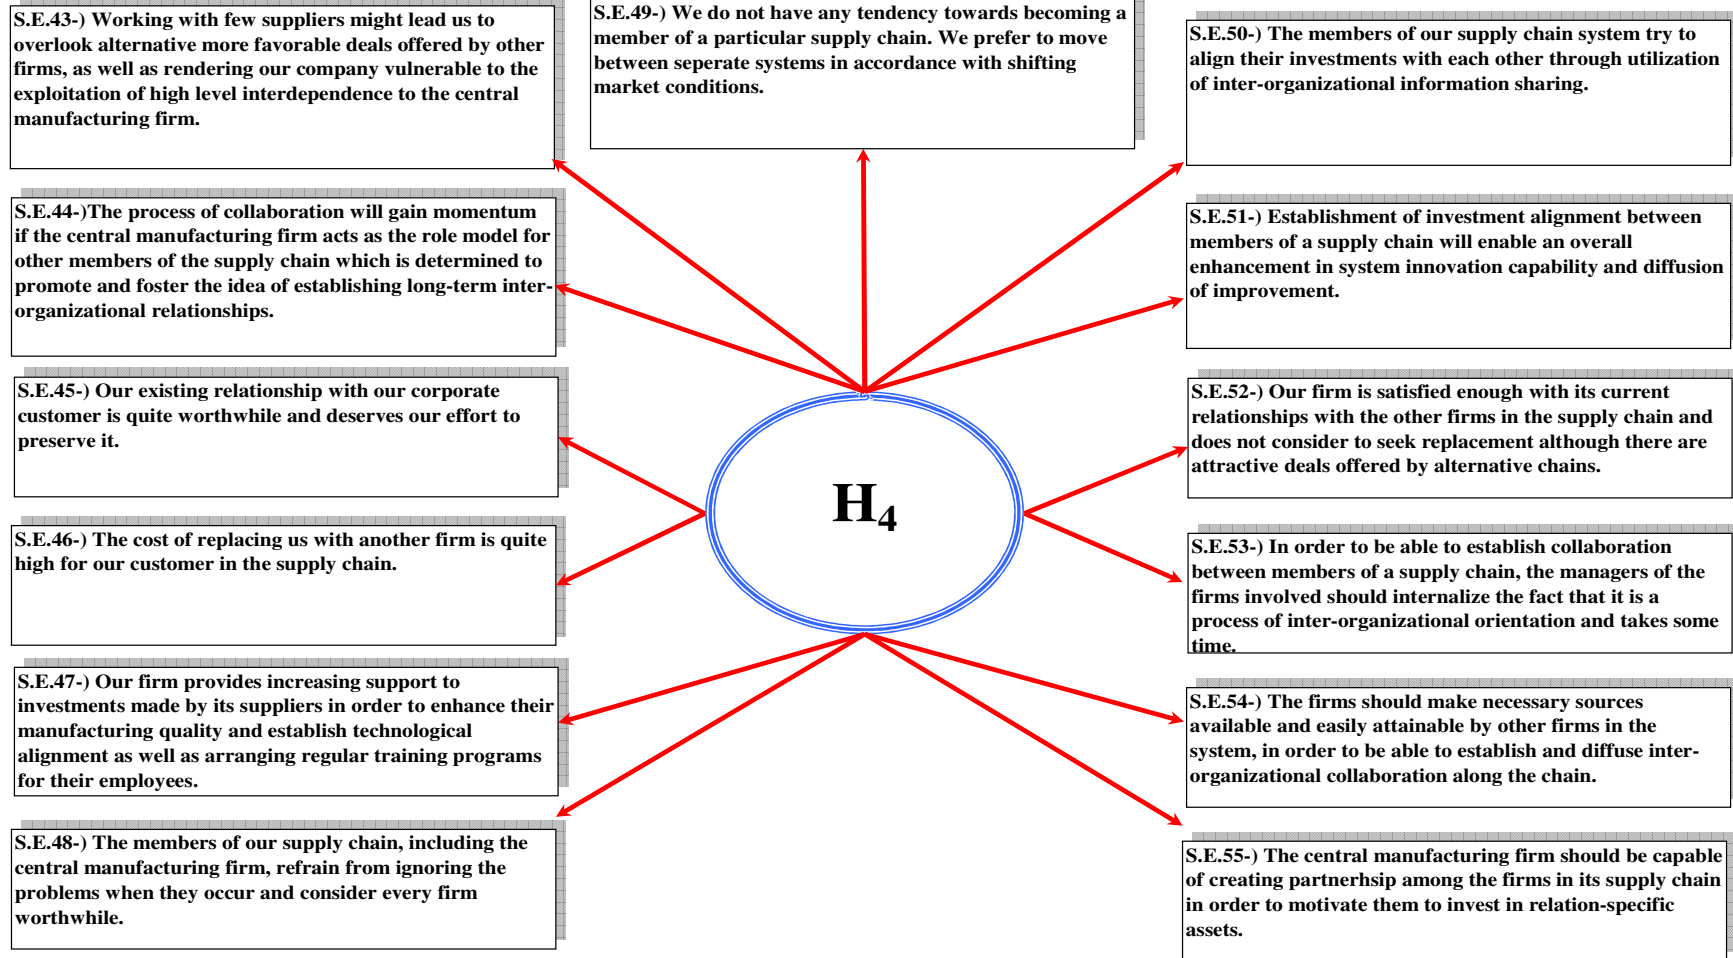 S.E.43-) Working with few suppliers might lead us to
overlook alternative more favorable deals offered by other
firms, as well as rendering our company vulnerable to the
exploitation of high level interdependence to the central
manufacturing firm.
S.E.49-) We do not have any tendency towards becoming a
member of a particular supply chain. We prefer to move
between seperate systems in accordance with shifting
market conditions.
S.E.50-) The members of our supply chain system try to
align their investments with each other through utilization
of inter-organizational information sharing.
S.E.44-)The process of collaboration will gain momentum
if the central manufacturing firm acts as the role model for
other members of the supply chain which is determined to
promote and foster the idea of establishing long-term inter-
organizational relationships.
S.E.51-) Establishment of investment alignment between
members of a supply chain will enable an overall
enhancement in system innovation capability and diffusion
of improvement.
S.E.45-) Our existing relationship with our corporate
customer is quite worthwhile and deserves our effort to
preserve it.
S.E.52-) Our firm is satisfied enough with its current
relationships with the other firms in the supply chain and
does not consider to seek replacement although there are
attractive deals offered by alternative chains.
H4
S.E.46-) The cost of replacing us with another firm is quite
high for our customer in the supply chain.
S.E.53-) In order to be able to establish collaboration
between members of a supply chain, the managers of the
firms involved should internalize the fact that it is a
process of inter-organizational orientation and takes some
time.
S.E.47-) Our firm provides increasing support to
investments made by its suppliers in order to enhance their
manufacturing quality and establish technological
alignment as well as arranging regular training programs
for their employees.
S.E.54-) The firms should make necessary sources
available and easily attainable by other firms in the
system, in order to be able to establish and diffuse inter-
organizational collaboration along the chain.
S.E.48-) The members of our supply chain, including the
central manufacturing firm, refrain from ignoring the
problems when they occur and consider every firm
worthwhile.
S.E.55-) The central manufacturing firm should be capable
of creating partnerhsip among the firms in its supply chain
in order to motivate them to invest in relation-specific
assets.